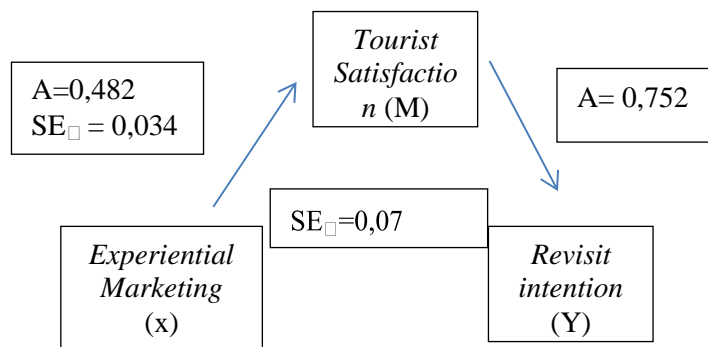 Tourist
Satisfactio
n (M)
A=0,482
SE□ = 0,034
A= 0,752
SE□=0,07
Experiential
Marketing
(x)
Revisit
intention
(Y)